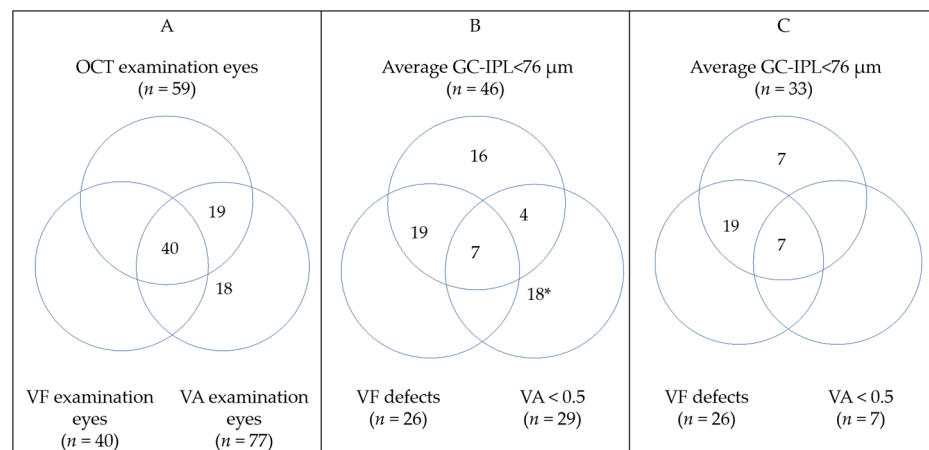 A
OCT examination eyes
(n = 59)
19
40
18
VF examination
eyes
(n = 40)
VA examination
eyes
(n = 77)
B
Average GC-IPL<76 µm
(n = 46)
16
4
19
7
18*
VF defects
(n = 26)
VA < 0.5
(n = 29)
C
Average GC-IPL<76 µm
(n = 33)
7
19
7
VF defects
(n = 26)
VA < 0.5
(n = 7)